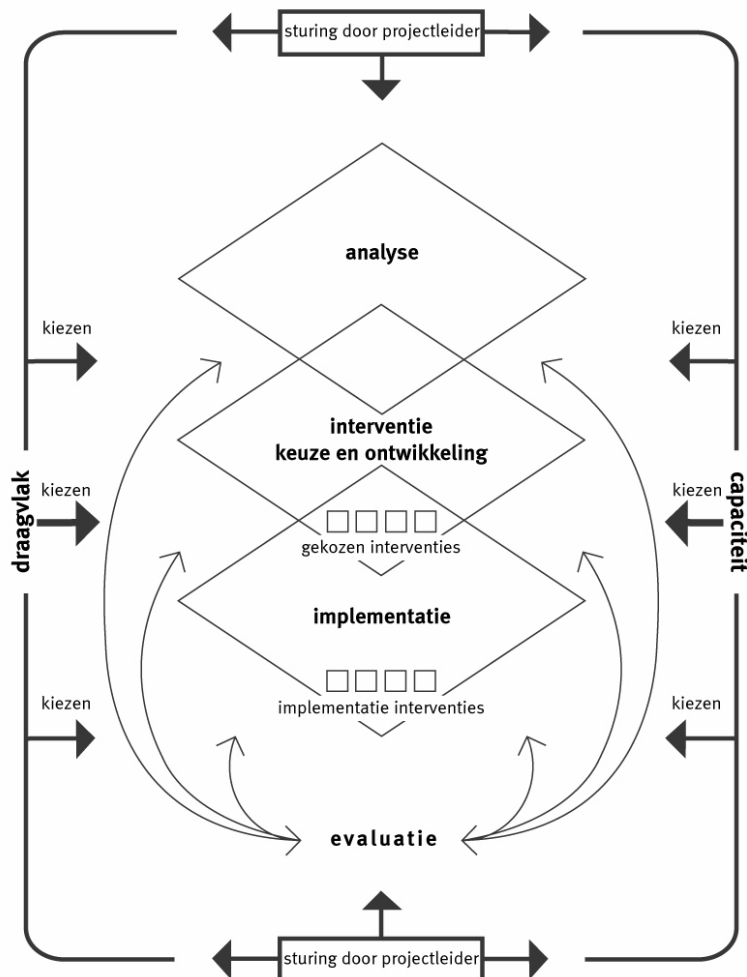 sturing door projectleider
analyse
kiezen
kiezen
interventie
keuze en ontwikkeling
draagvlak
kiezen
kiezen
capaciteit
gekozen interventies
implementatie
implementatie interventies
kiezen
kiezen
evaluatie
sturing door projectleider